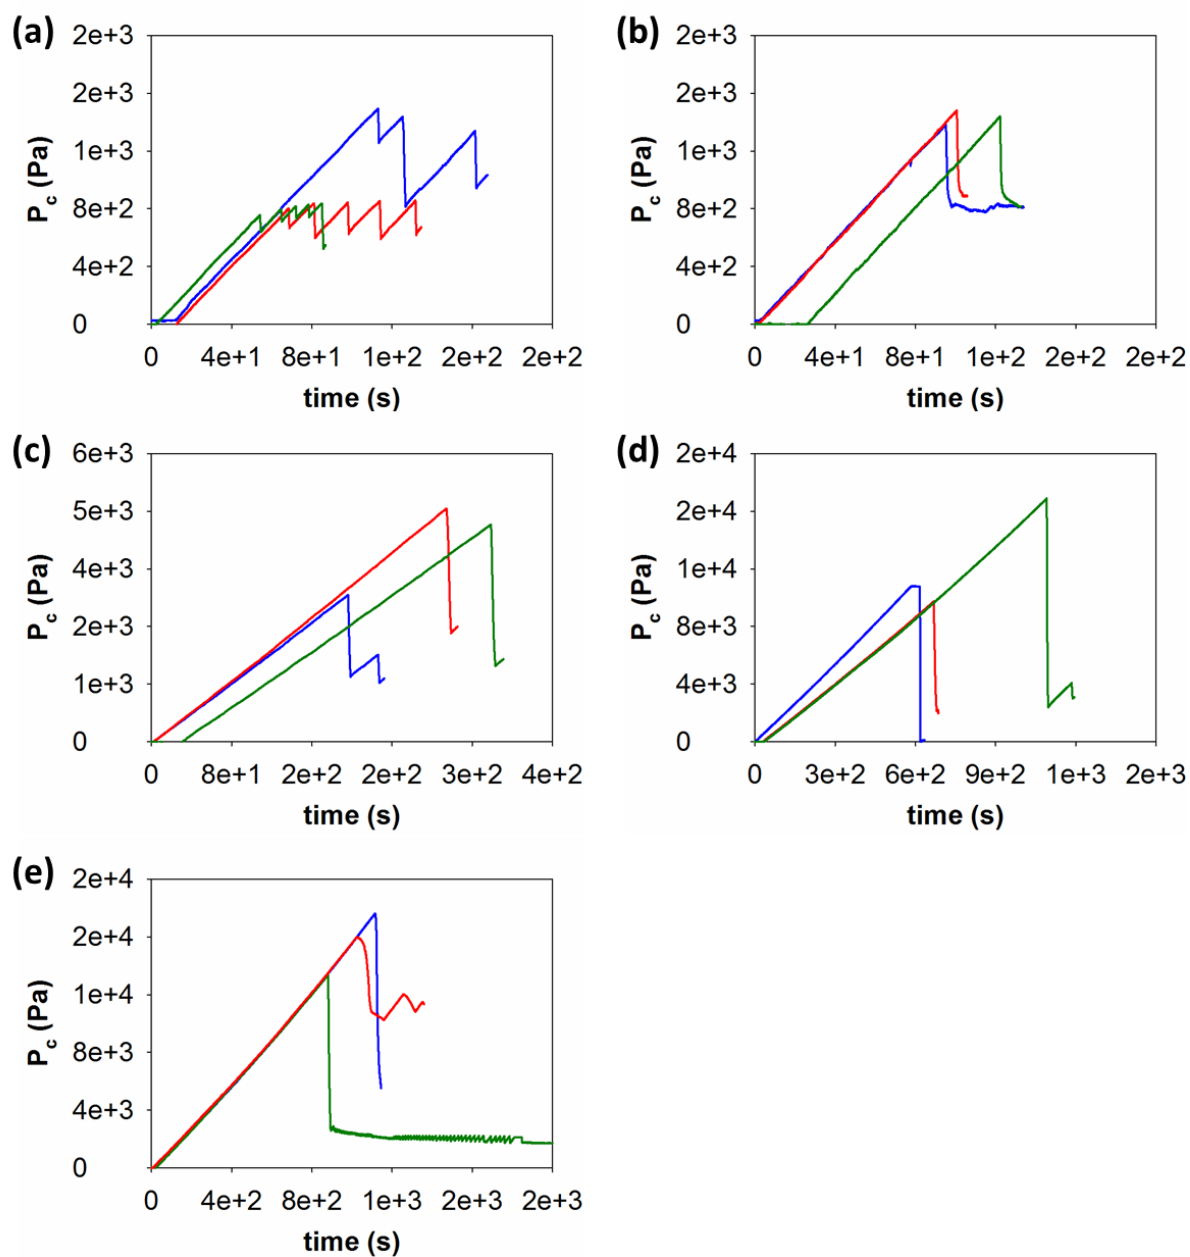 (a)
P_c (Pa)
2e+3
2e+3
1e+3
8e+2
4e+2
0
0 4e+1 8e+1 1e+2 2e+2 2e+2
time (s)
(b)
P_c (Pa)
2e+3
2e+3
1e+3
8e+2
4e+2
0
0 4e+1 8e+1 1e+2 2e+2 2e+2
time (s)
(c)
P_c (Pa)
6e+3
5e+3
4e+3
2e+3
1e+3
0
0 8e+1 2e+2 2e+2 3e+2 4e+2
time (s)
(d)
P_c (Pa)
2e+4
2e+4
1e+4
8e+3
4e+3
0
0 3e+2 6e+2 9e+2 1e+3 2e+3
time (s)
(e)
P_c (Pa)
2e+4
2e+4
1e+4
8e+3
4e+3
0
0 4e+2 8e+2 1e+3 2e+3 2e+3
time (s)